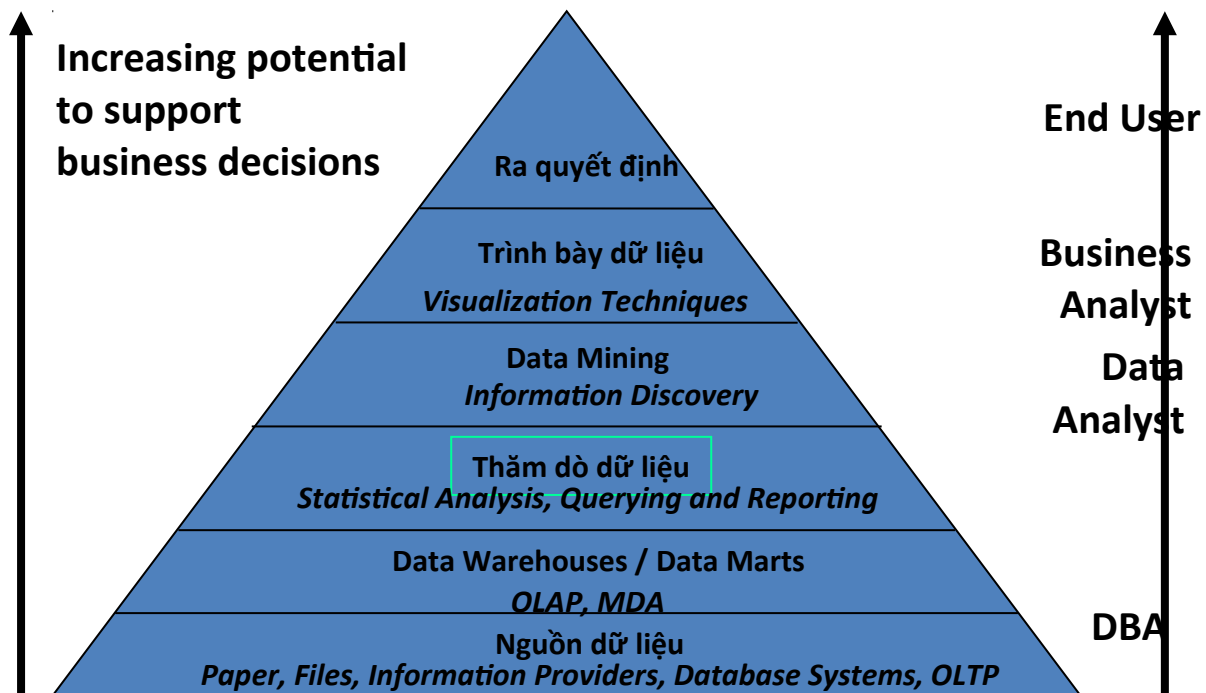 Increasing potential
to support
business decisions
End User
Ra quyết định
Trình bày dữ liệu
Visualization Techniques
Business
Analyst
Data Mining
Information Discovery
Data
Analyst
Thăm dò dữ liệu
Statistical Analysis, Querying and Reporting
Data Warehouses / Data Marts
OLAP, MDA
DBA
Nguồn dữ liệu
Paper, Files, Information Providers, Database Systems, OLTP